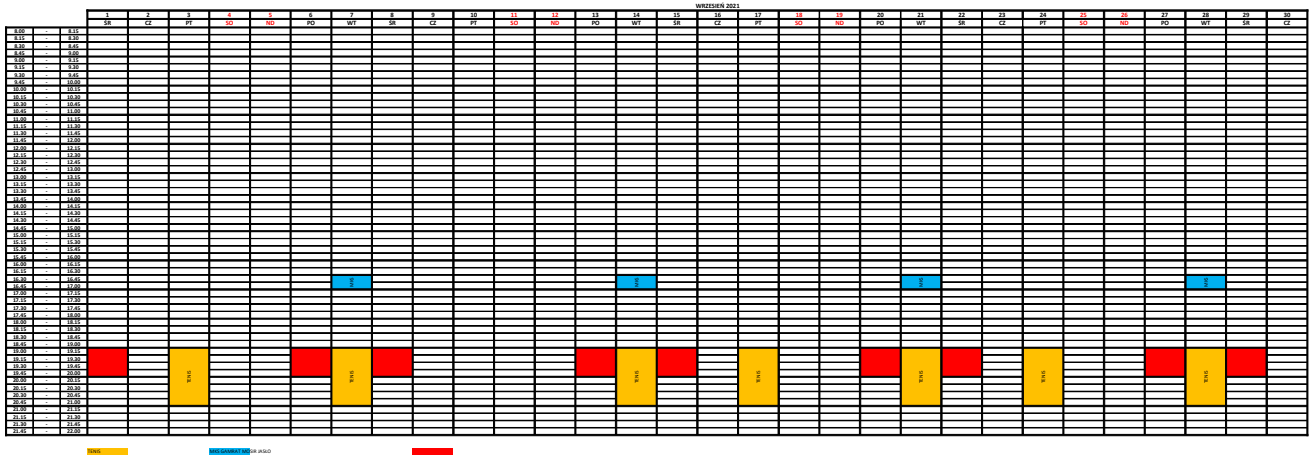 WRZESIEŃ 2021
1 2 3 4 5 6 7 8 9 10 11 12 13 14 15 16 17 18 19 20 21 22 23 24 25 26 27 28 29 30
ŚR CZ PT SO ND PO WT ŚR CZ PT SO ND PO WT ŚR CZ PT SO ND PO WT ŚR CZ PT SO ND PO WT ŚR CZ
8.00 - 8.15
8.15 - 8.30
8.30 - 8.45
8.45 - 9.00
9.00 - 9.15
9.15 - 9.30
9.30 - 9.45
9.45 - 10.00
10.00 - 10.15
10.15 - 10.30
10.30 - 10.45
10.45 - 11.00
11.00 - 11.15
11.15 - 11.30
11.30 - 11.45
11.45 - 12.00
12.00 - 12.15
12.15 - 12.30
12.30 - 12.45
12.45 - 13.00
13.00 - 13.15
13.15 - 13.30
13.30 - 13.45
13.45 - 14.00
14.00 - 14.15
14.15 - 14.30
14.30 - 14.45
14.45 - 15.00
15.00 - 15.15
15.15 - 15.30
15.30 - 15.45
15.45 - 16.00
16.00 - 16.15
16.15 - 16.30
16.30 - 16.45
16.45 - 17.00
MKS MKS MKS MKS
17.00 - 17.15
17.15 - 17.30
17.30 - 17.45
17.45 - 18.00
18.00 - 18.15
18.15 - 18.30
18.30 - 18.45
18.45 - 19.00
19.00 - 19.15
19.15 - 19.30
19.30 - 19.45
19.45 - 20.00
TENIS TENIS TENIS TENIS TENIS TENIS TENIS
20.00 - 20.15
20.15 - 20.30
20.30 - 20.45
20.45 - 21.00
21.00 - 21.15
21.15 - 21.30
21.30 - 21.45
21.45 - 22.00
TENIS MKS GAMRAT MOSIR JASŁO